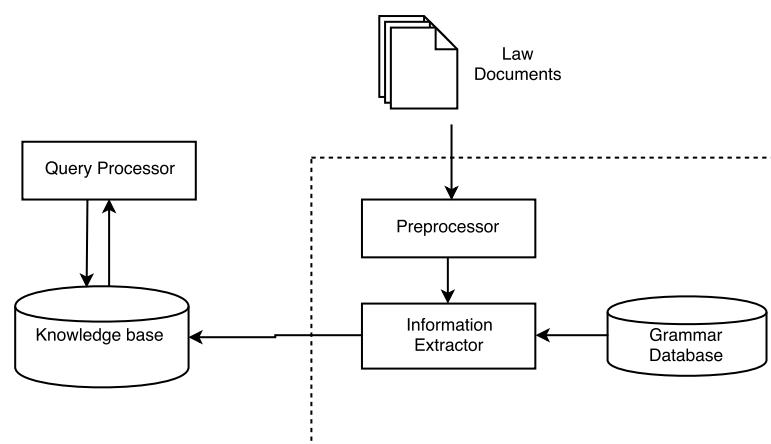 Law
Documents
Query Processor
Preprocessor
Knowledge base
Information
Extractor
Grammar
Database